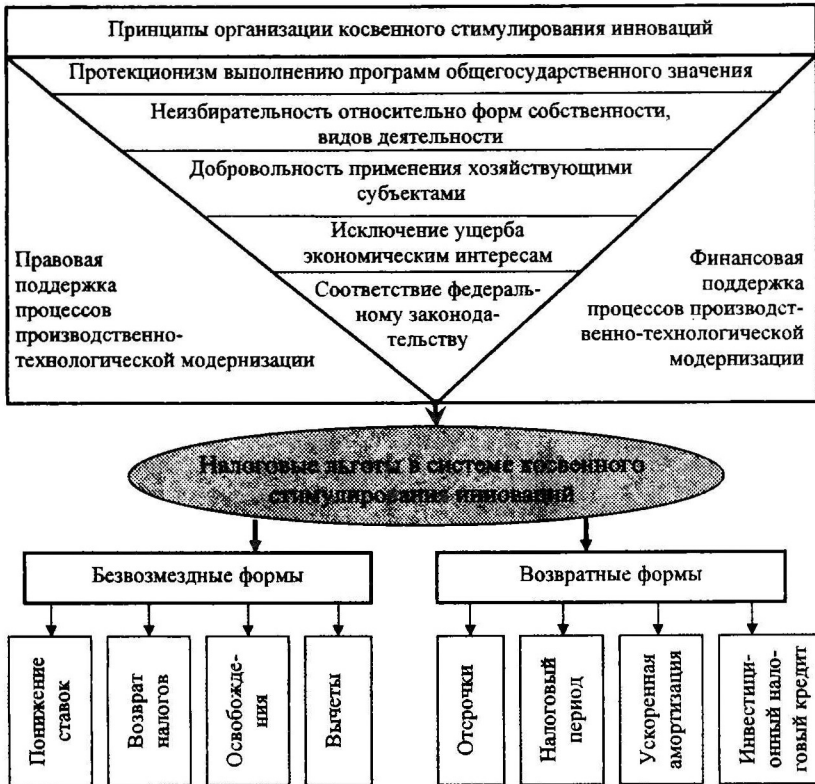 Принципы организации косвенного стимулирования инноваций
Протекционизм выполнению программ общегосударственного значения
Неизбирательность относительно форм собственности,
видов деятельности
Добровольность применения хозяйствующими
субъектами
Исключение ущерба
экономическим интересам
Соответствие федераль-
ному законода-
тельству
Правовая
поддержка
процессов
производственно-
технологической модернизации
Финансовая
поддержка
процессов производст-
венно-технологической
модернизации
Налоговые льготы в системе косвенного
стимулирования инноваций
Безвозмездные формы
Возвратные формы
Понижение
ставок
Возврат
налогов
Освобожде-
ния
Вычеты
Отсрочки
Налоговый
период
Ускоренная
амортизация
Инвестици-
онный нало-
говый кредит